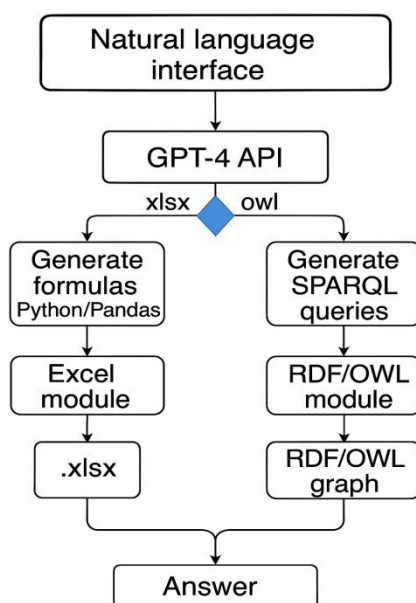 Natural language
interface
GPT-4 API
xlsx
owl
Generate
formulas
Python/Pandas
Generate
SPARQL
queries
Excel
module
RDF/OWL
module
.xlsx
RDF/OWL
graph
Answer